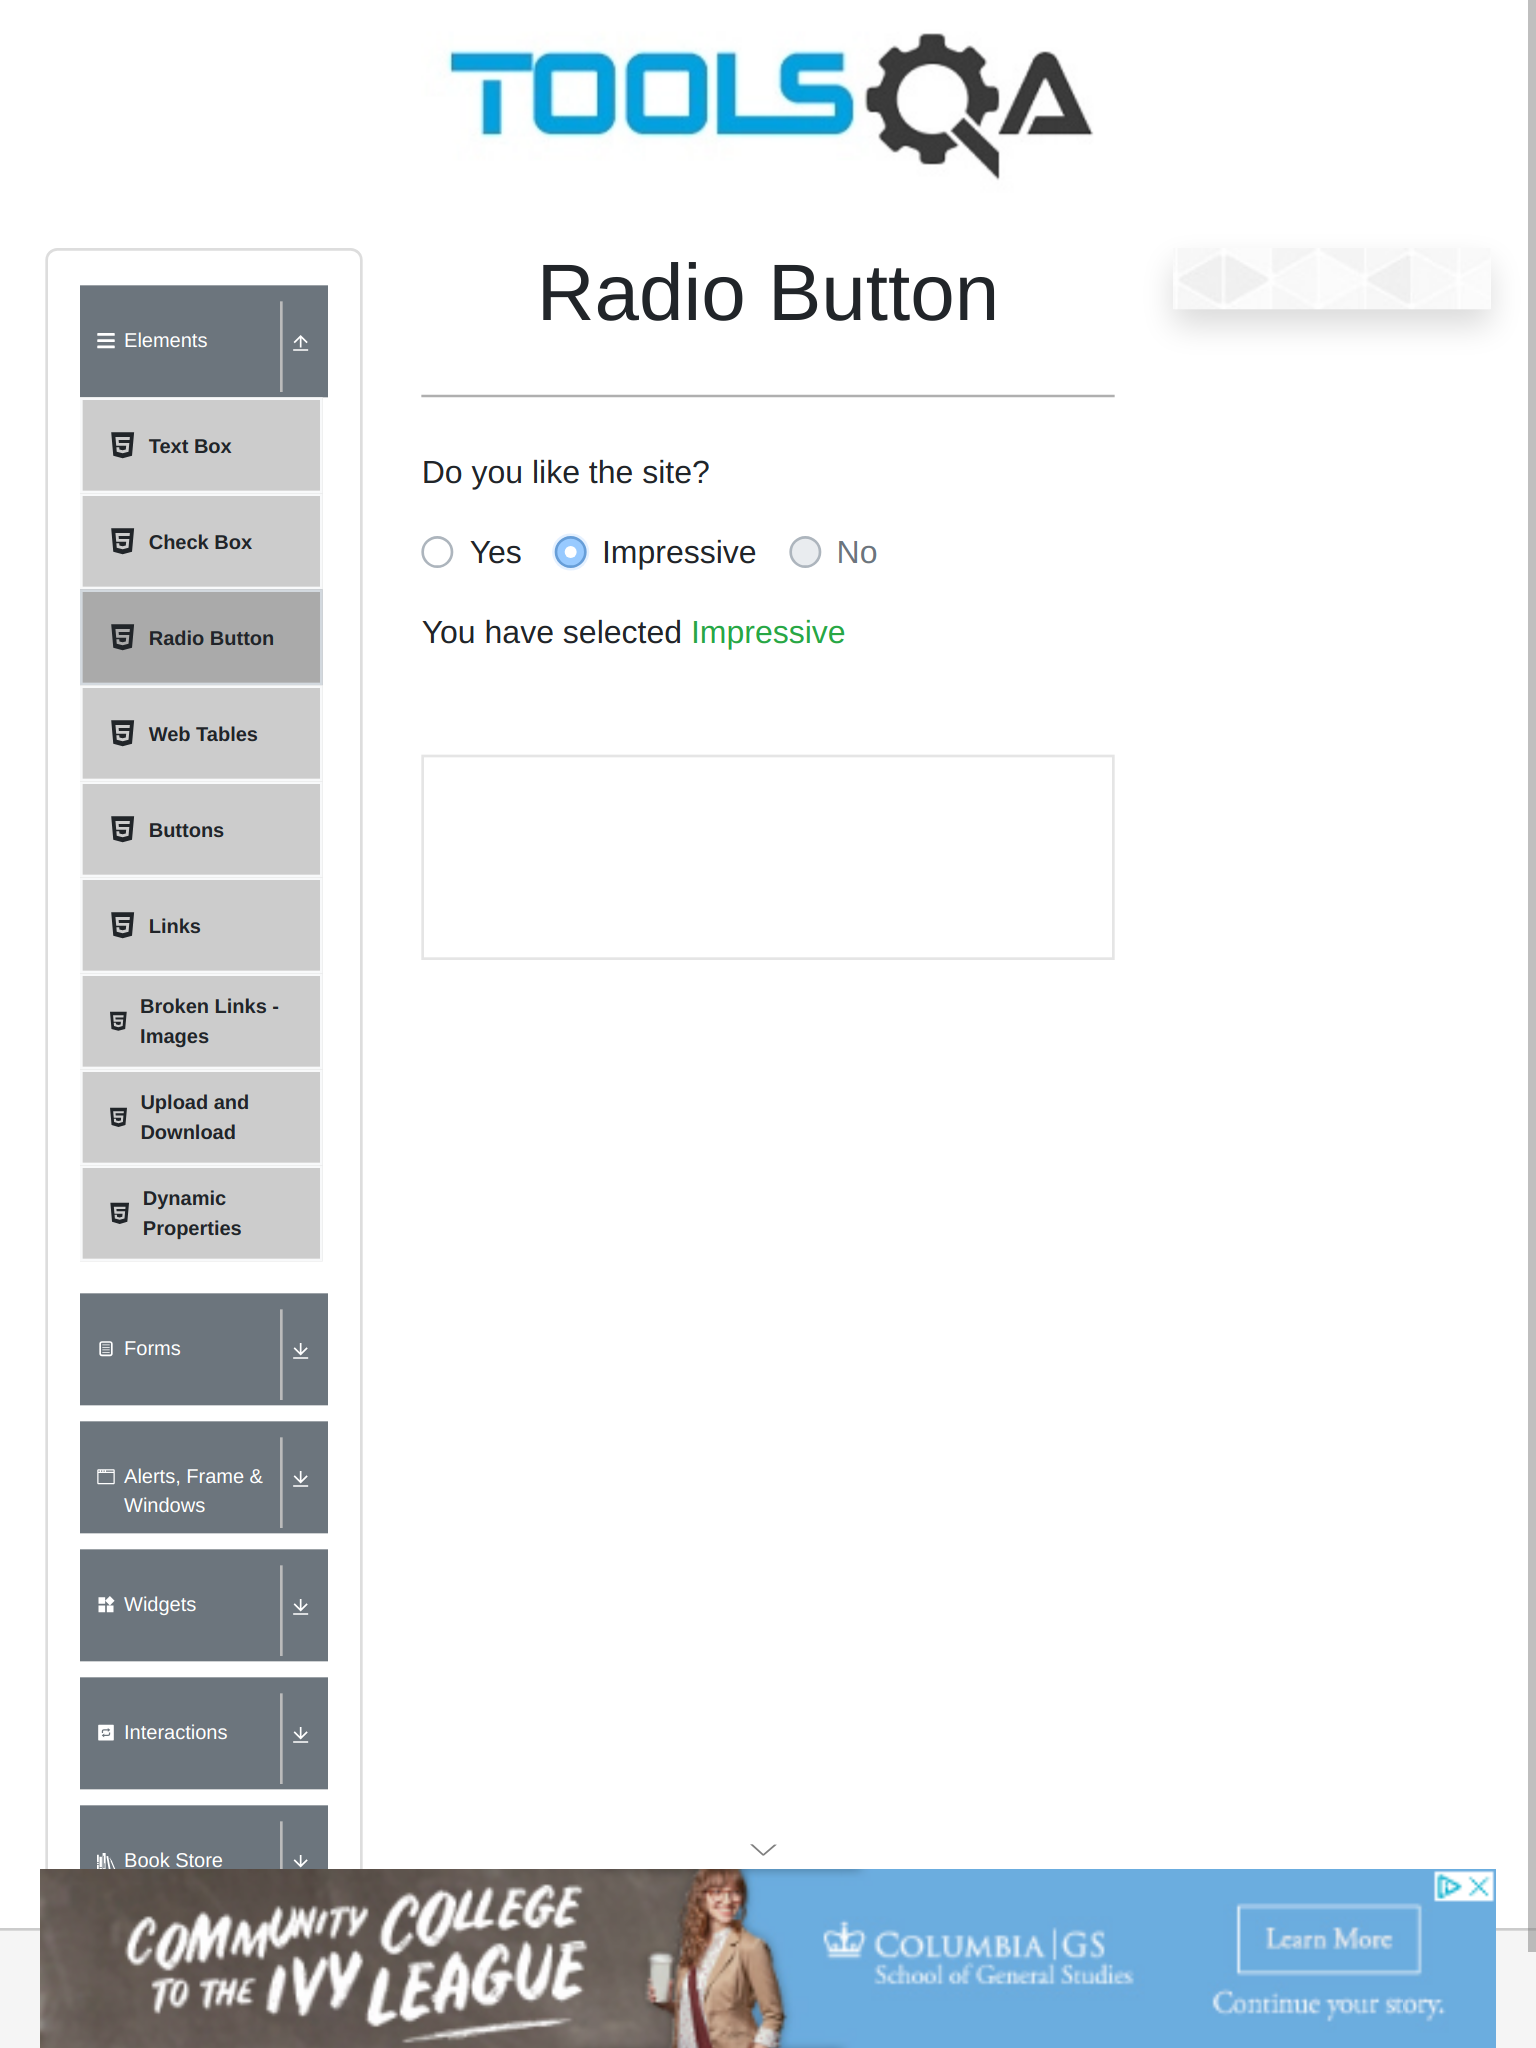 TOOLSQA
Radio Button
Elements
Text Box
Check Box
Radio Button
Web Tables
Buttons
Links
Broken Links -
Images
Upload and
Download
Dynamic
Properties
Forms
Alerts, Frame &
Windows
Widgets
Interactions
Book Store
Do you like the site?
Yes Impressive No
You have selected Impressive
COMMUNITY COLLEGE
TO THE IVY LEAGUE
COLUMBIA | GS
School of General Studies
Learn More
Continue your story.